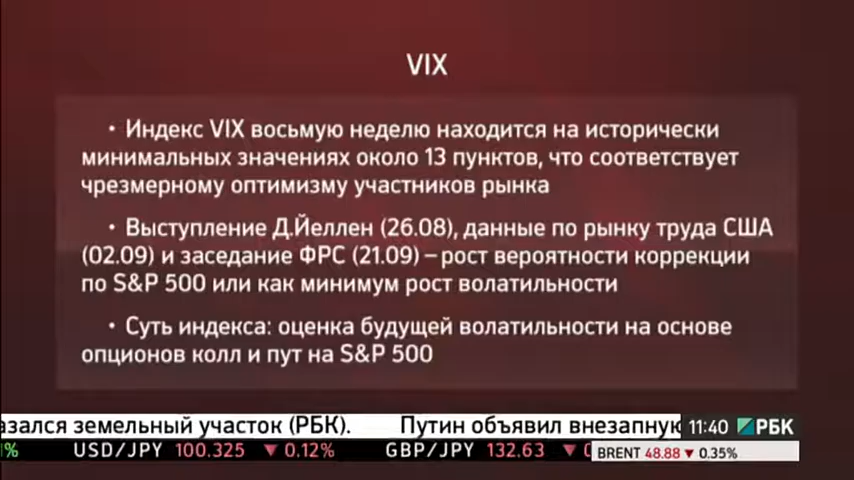 VIX
• Индекс VIX восьмую неделю находится на исторически
минимальных значениях около 13 пунктов, что соответствует
чрезмерному оптимизму участников рынка
• Выступление Д.Йеллен (26.08), данные по рынку труда США
(02.09) и заседание ФРС (21.09) – рост вероятности коррекции
по S&P 500 или как минимум рост волатильности
• Суть индекса: оценка будущей волатильности на основе
опционов колл и пут на S&P 500
азался земельный участок (РБК). Путин объявил внезапную 11:40 РБК
% USD/JPY 100.325 ▼ 0.12% GBP/JPY 132.63 ▼ BRENT 48.88 ▼ 0.35%